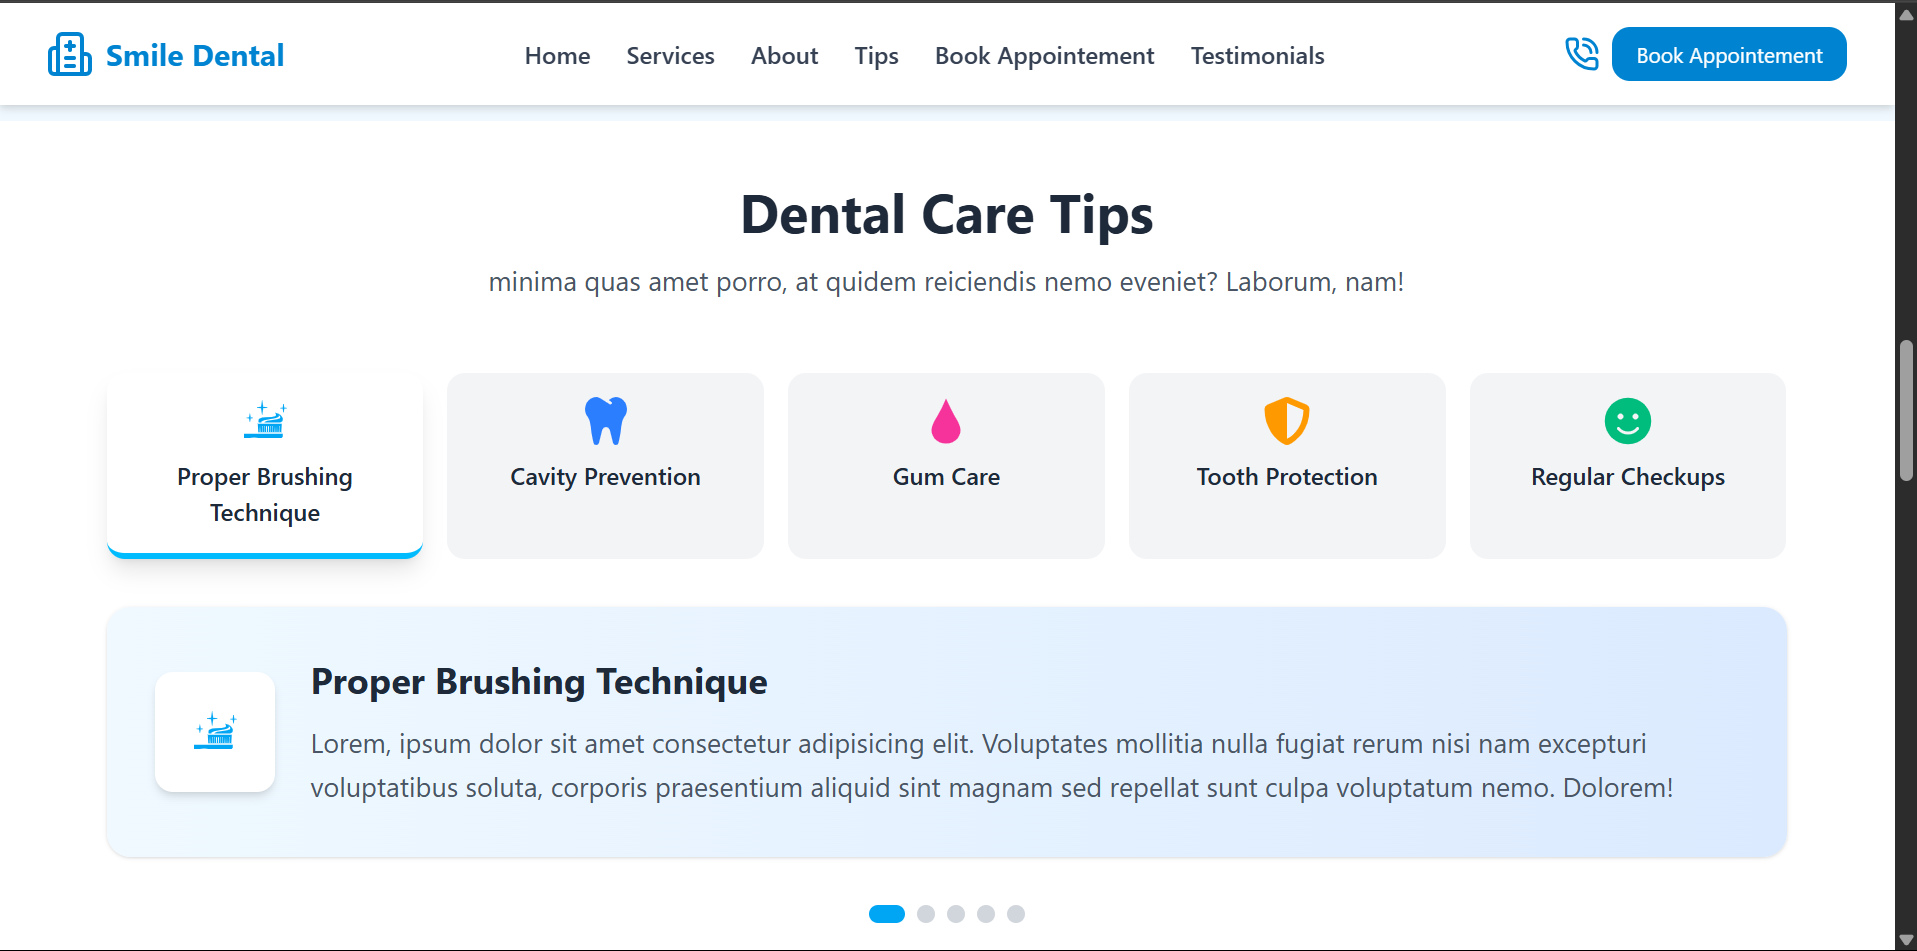 Smile Dental
Home
Services
About
Tips
Book Appointement
Testimonials
Book Appointement
Dental Care Tips
minima quas amet porro, at quidem reiciendis nemo eveniet? Laborum, nam!
Proper Brushing
Technique
Cavity Prevention
Gum Care
Tooth Protection
Regular Checkups
Proper Brushing Technique
Lorem, ipsum dolor sit amet consectetur adipisicing elit. Voluptates mollitia nulla fugiat rerum nisi nam excepturi
voluptatibus soluta, corporis praesentium aliquid sint magnam sed repellat sunt culpa voluptatum nemo. Dolorem!